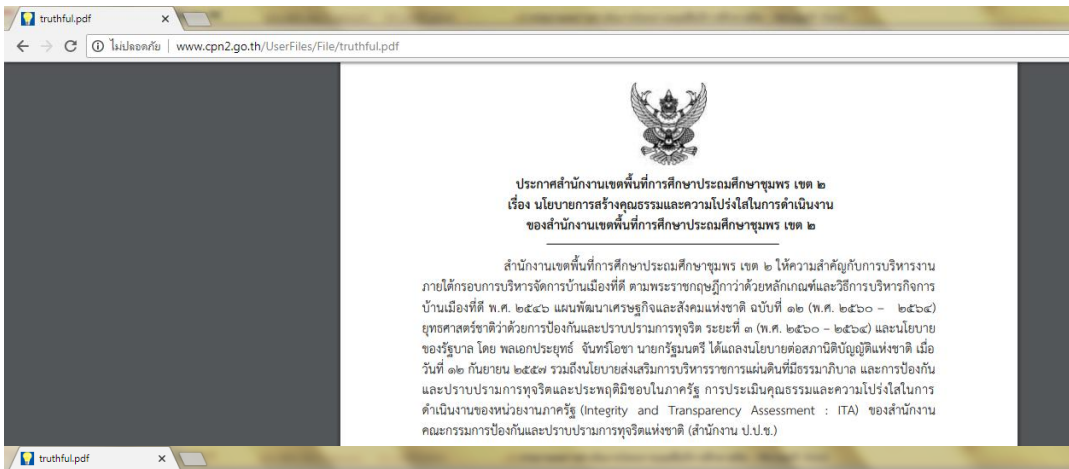 truthful.pdf
ไม่ปลอดภัย | www.cpn2.go.th/UserFiles/File/truthful.pdf
ประกาศสำนักงานเขตพื้นที่การศึกษาประถมศึกษาชุมพร เขต ๒
เรื่อง นโยบายการสร้างคุณธรรมและความโปร่งใสในการดำเนินงาน
ของสำนักงานเขตพื้นที่การศึกษาประถมศึกษาชุมพร เขต ๒
สำนักงานเขตพื้นที่การศึกษาประถมศึกษาชุมพร เขต ๒ ให้ความสำคัญกับการบริหารงาน
ภายใต้กรอบการบริหารจัดการบ้านเมืองที่ดี ตามพระราชกฤษฎีกาว่าด้วยหลักเกณฑ์และวิธีการบริหารกิจการ
บ้านเมืองที่ดี พ.ศ. ๒๕๔๖ แผนพัฒนาเศรษฐกิจและสังคมแห่งชาติ ฉบับที่ ๑๒ (พ.ศ. ๒๕๖๐ – ๒๕๖๔)
ยุทธศาสตร์ชาติว่าด้วยการป้องกันและปราบปรามการทุจริต ระยะที่ ๓ (พ.ศ. ๒๕๖๐ – ๒๕๖๔) และนโยบาย
ของรัฐบาล โดย พลเอกประยุทธ์ จันทร์โอชา นายกรัฐมนตรี ได้แถลงนโยบายต่อสภานิติบัญญัติแห่งชาติ เมื่อ
วันที่ ๑๒ กันยายน ๒๕๕๗ รวมถึงนโยบายส่งเสริมการบริหารราชการแผ่นดินที่มีธรรมาภิบาล และการป้องกัน
และปราบปรามการทุจริตและประพฤติมิชอบในภาครัฐ การประเมินคุณธรรมและความโปร่งใสในการ
ดำเนินงานของหน่วยงานภาครัฐ (Integrity and Transparency Assessment : ITA) ของสำนักงาน
คณะกรรมการป้องกันและปราบปรามการทุจริตแห่งชาติ (สำนักงาน ป.ป.ช.)
truthful.pdf